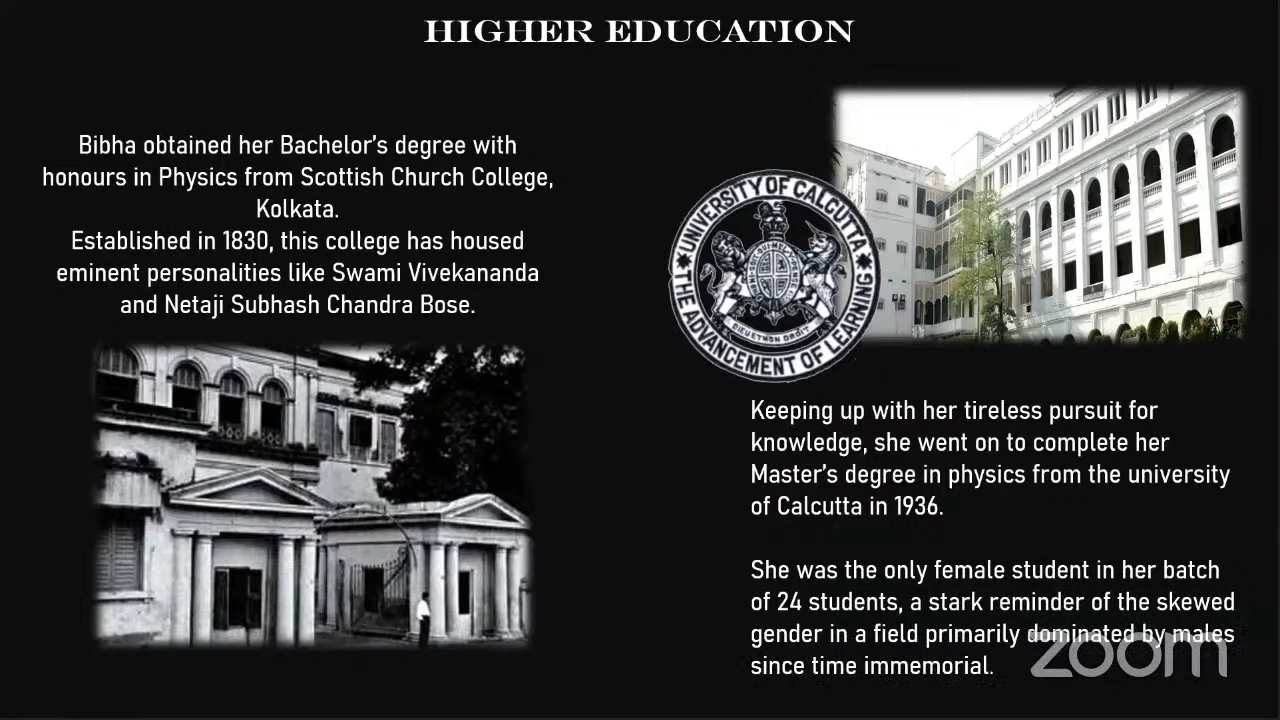 HIGHER EDUCATION
Bibha obtained her Bachelor's degree with
honours in Physics from Scottish Church College,
Kolkata.
Established in 1830, this college has housed
eminent personalities like Swami Vivekananda
and Netaji Subhash Chandra Bose.
UNIVERSITY OF CALCUTTA
THE ADVANCEMENT OF LEARNING
DIEU ET MON DROIT
Keeping up with her tireless pursuit for
knowledge, she went on to complete her
Master's degree in physics from the university
of Calcutta in 1936.
She was the only female student in her batch
of 24 students, a stark reminder of the skewed
gender in a field primarily dominated by males
since time immemorial.
zoom